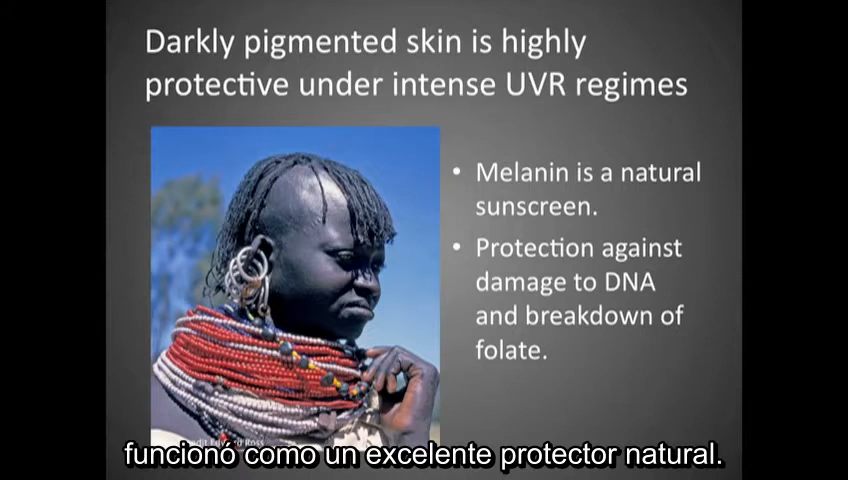 Darkly pigmented skin is highly
protective under intense UVR regimes
• Melanin is a natural
sunscreen.
• Protection against
damage to DNA
and breakdown of
folate.
Ross
funcionó como un excelente protector natural.